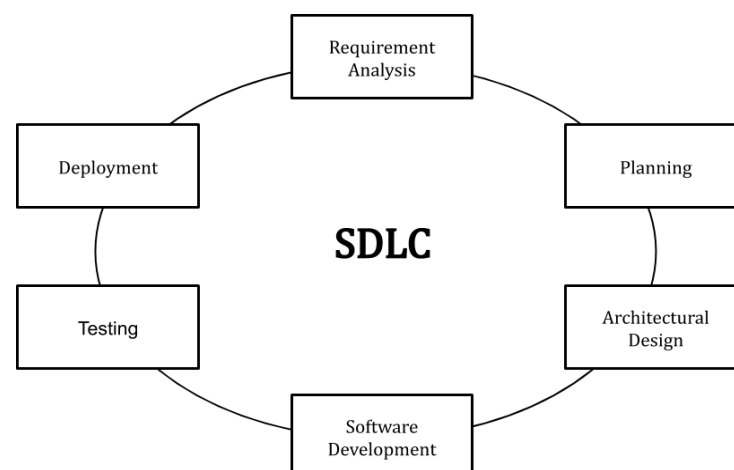 Requirement
Analysis
Deployment
Planning
SDLC
Testing
Architectural
Design
Software
Development